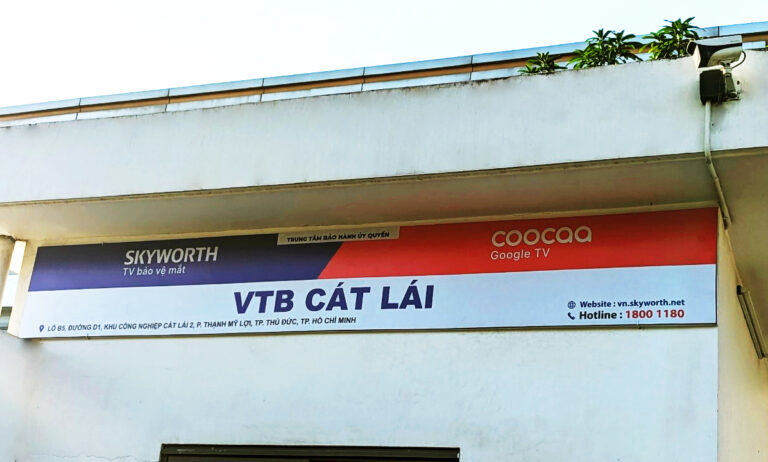 TRUNG TÂM BẢO HÀNH ỦY QUYỀN
SKYWORTH
TV bảo vệ mắt
coocaa
Google TV
VTB CÁT LÁI
LÔ B5, ĐƯỜNG D1, KHU CÔNG NGHIỆP CÁT LÁI 2, P. THẠNH MỸ LỢI, TP. THỦ ĐỨC, TP. HỒ CHÍ MINH
Website : vn.skyworth.net
Hotline : 1800 1180